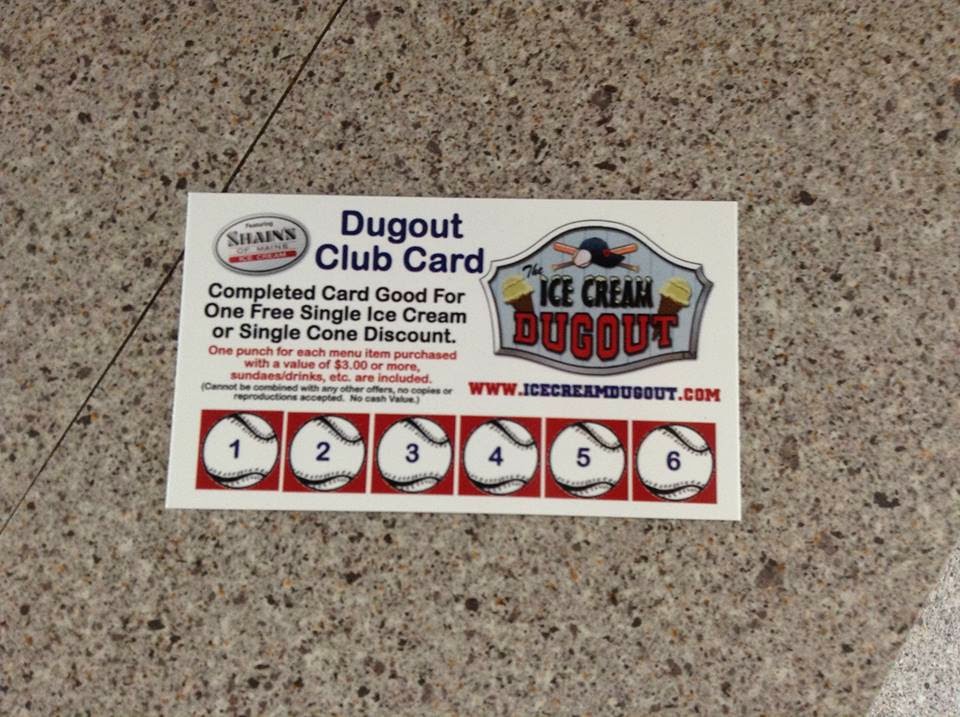 Featuring
SHAIN'S
OF MAINE
ICE CREAM
Dugout
Club Card
Completed Card Good For
One Free Single Ice Cream
or Single Cone Discount.
One punch for each menu item purchased
with a value of $3.00 or more,
sundaes/drinks, etc. are included.
(Cannot be combined with any other offers, no copies or
reproductions accepted. No cash Value.)
The
ICE CREAM
DUGOUT
WWW.ICECREAMDUGOUT.COM
1 2 3 4 5 6